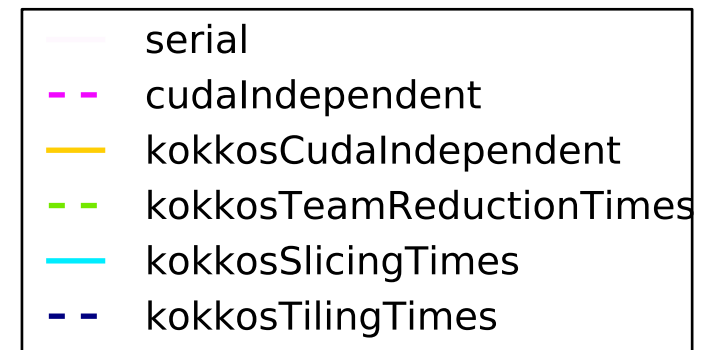 serial
cudaIndependent
kokkosCudaIndependent
kokkosTeamReductionTimes
kokkosSlicingTimes
kokkosTilingTimes